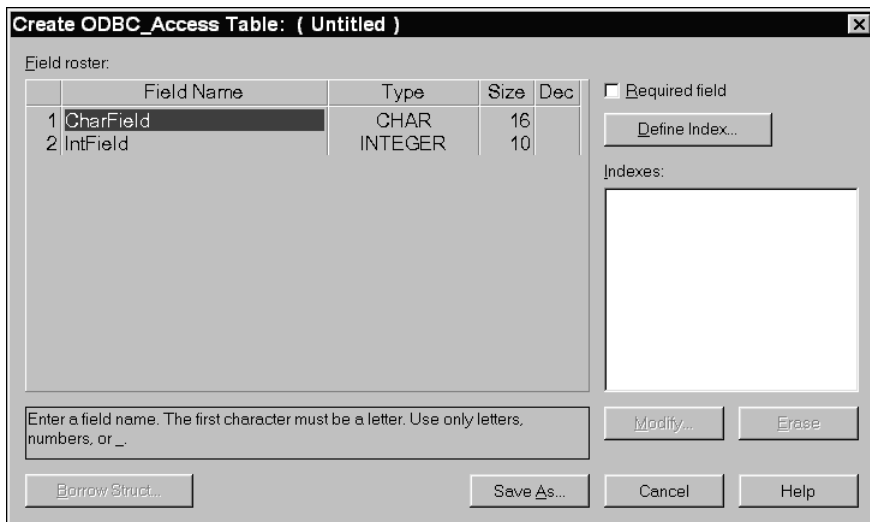 Create ODBC_Access Table: ( Untitled )
Field roster:
Field Name Type Size Dec
1 CharField CHAR 16
2 IntField INTEGER 10
Required field
Define Index...
Indexes:
Enter a field name. The first character must be a letter. Use only letters,
numbers, or _.
Modify... Erase
Borrow Struct... Save As... Cancel Help